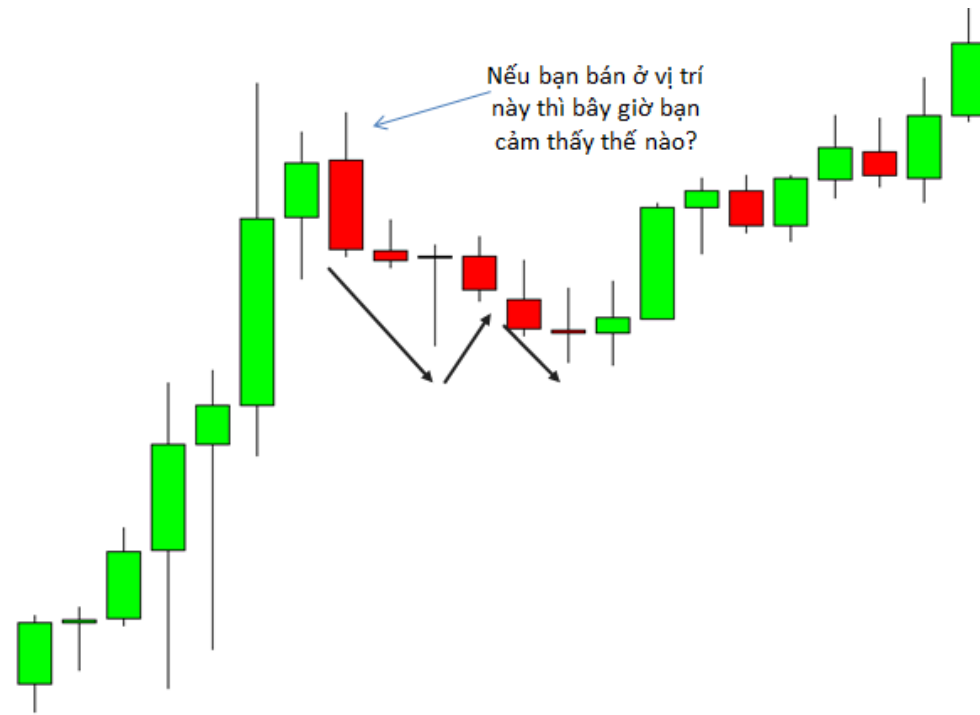 Nếu bạn bán ở vị trí
này thì bây giờ bạn
cảm thấy thế nào?